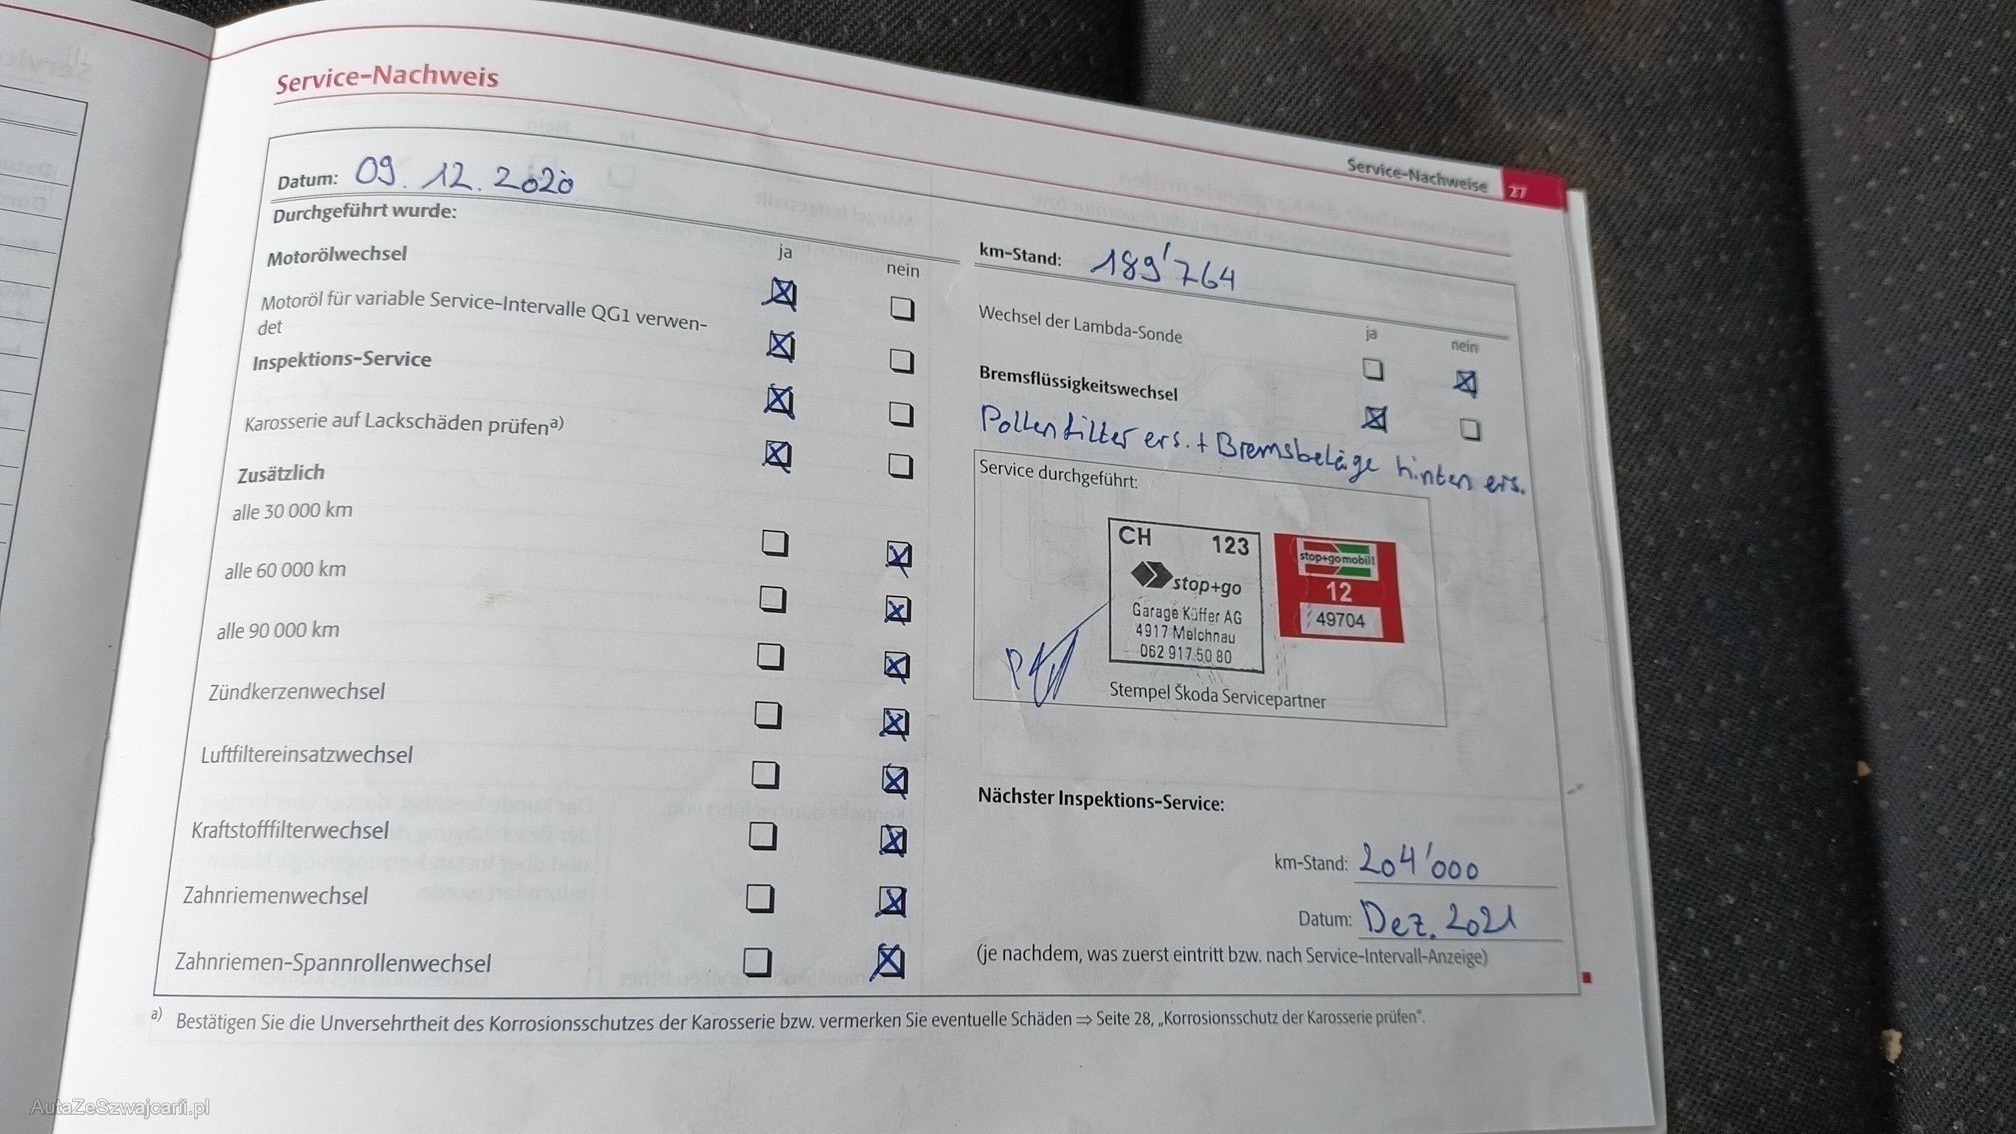 Service-Nachweis
Service-Nachweise 27
Datum: 09.12.2020
Durchgeführt wurde:
ja nein
Motorölwechsel
Motoröl für variable Service-Intervalle QG1 verwen-
det
Inspektions-Service
Karosserie auf Lackschäden prüfen a)
Zusätzlich
alle 30 000 km
alle 60 000 km
alle 90 000 km
Zündkerzenwechsel
Luftfiltereinsatzwechsel
Kraftstofffilterwechsel
Zahnriemenwechsel
Zahnriemen-Spannrollenwechsel
km-Stand: 189'764
ja nein
Wechsel der Lambda-Sonde
Bremsflüssigkeitswechsel
Pollenfilter ers. + Bremsbeläge hinten ers.
Service durchgeführt:
CH 123
stop+go
Garage Küffer AG
4917 Melchnau
062 917 50 80
stop+go mobil
12
49704
Stempel Škoda Servicepartner
Nächster Inspektions-Service:
km-Stand: 204'000
Datum: Dez. 2021
(je nachdem, was zuerst eintritt bzw. nach Service-Intervall-Anzeige)
a) Bestätigen Sie die Unversehrtheit des Korrosionsschutzes der Karosserie bzw. vermerken Sie eventuelle Schäden ⇒ Seite 28, „Korrosionsschutz der Karosserie prüfen“.
AutaZeSzwajcarii.pl